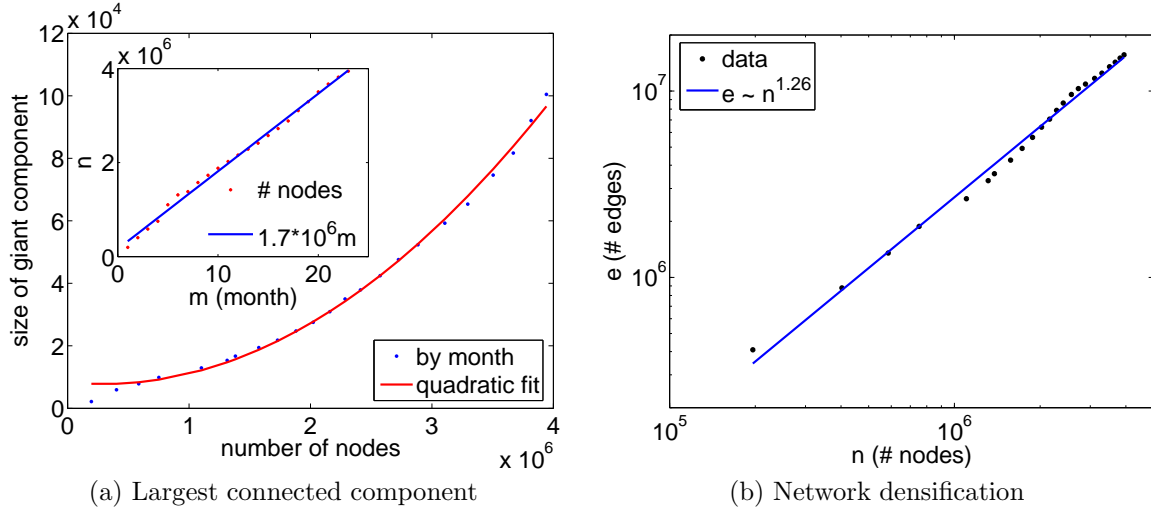 12 x 10^4
10
8
6
4
2
0
size of giant component
0 1 2 3 4
x 10^6
number of nodes
x 10^6
4
2
0
n
0 10 20
m (month)
# nodes
1.7*10^6m
by month
quadratic fit
(a) Largest connected component
10^7
10^6
e (# edges)
10^5 10^6
n (# nodes)
data
e ~ n^1.26
(b) Network densification